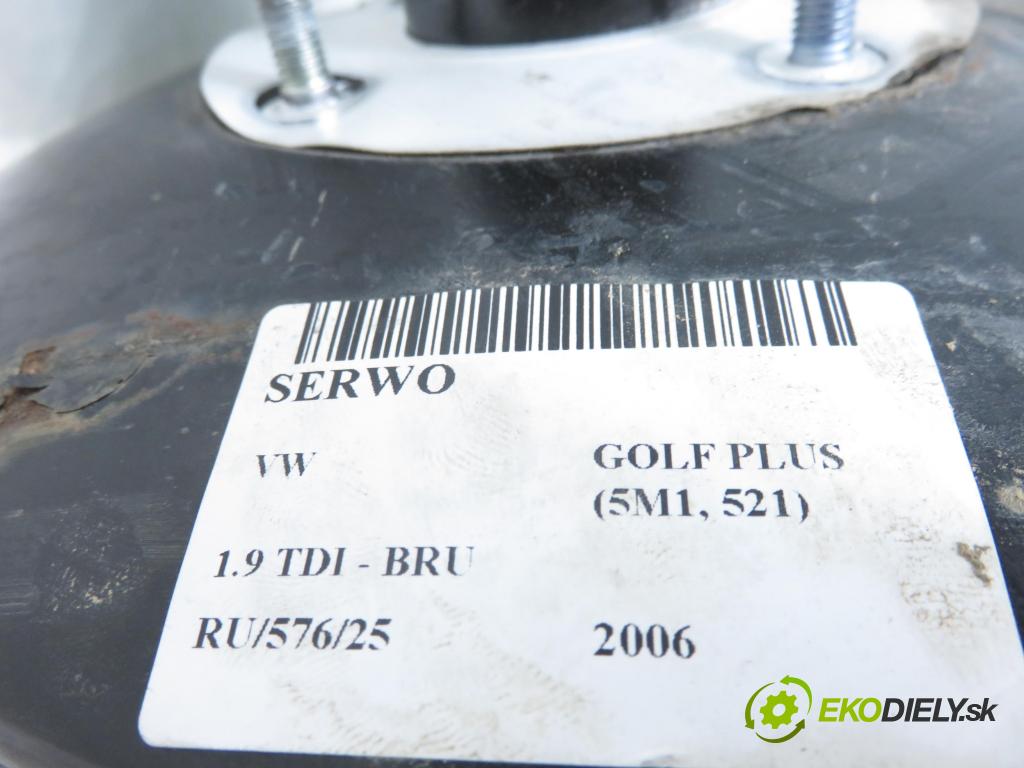 SERWO
VW
GOLF PLUS
(5M1, 521)
1.9 TDI - BRU
RU/576/25
2006
EKODIELY.sk